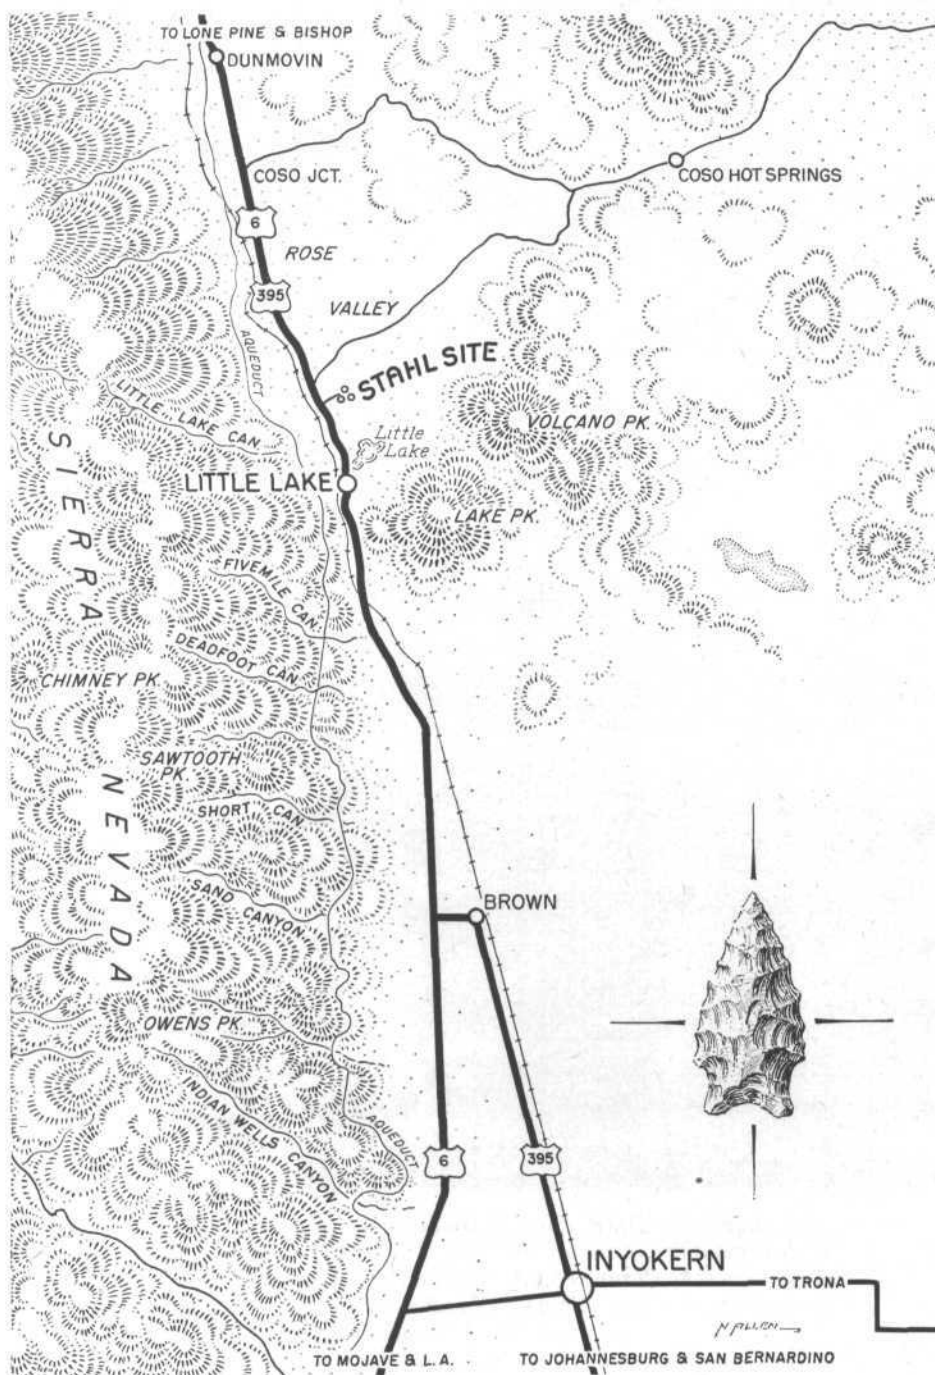 TO LONE PINE & BISHOP
DUNMOVIN
COSO JCT.
COSO HOT SPRINGS
6
ROSE
395
VALLEY
AQUEDUCT
STAHL SITE
LITTLE LAKE CAN.
Little
Lake
VOLCANO PK.
LITTLE LAKE
LAKE PK.
SIERRA
FIVEMILE CAN.
DEADFOOT CAN.
CHIMNEY PK.
SAWTOOTH
PK.
NEVADA
SHORT CAN.
SAND CANYON
BROWN
OWENS PK.
INDIAN WELLS CANYON
AQUEDUCT
6
395
INYOKERN
TO TRONA
N ALLEN
TO MOJAVE & L.A.
TO JOHANNESBURG & SAN BERNARDINO